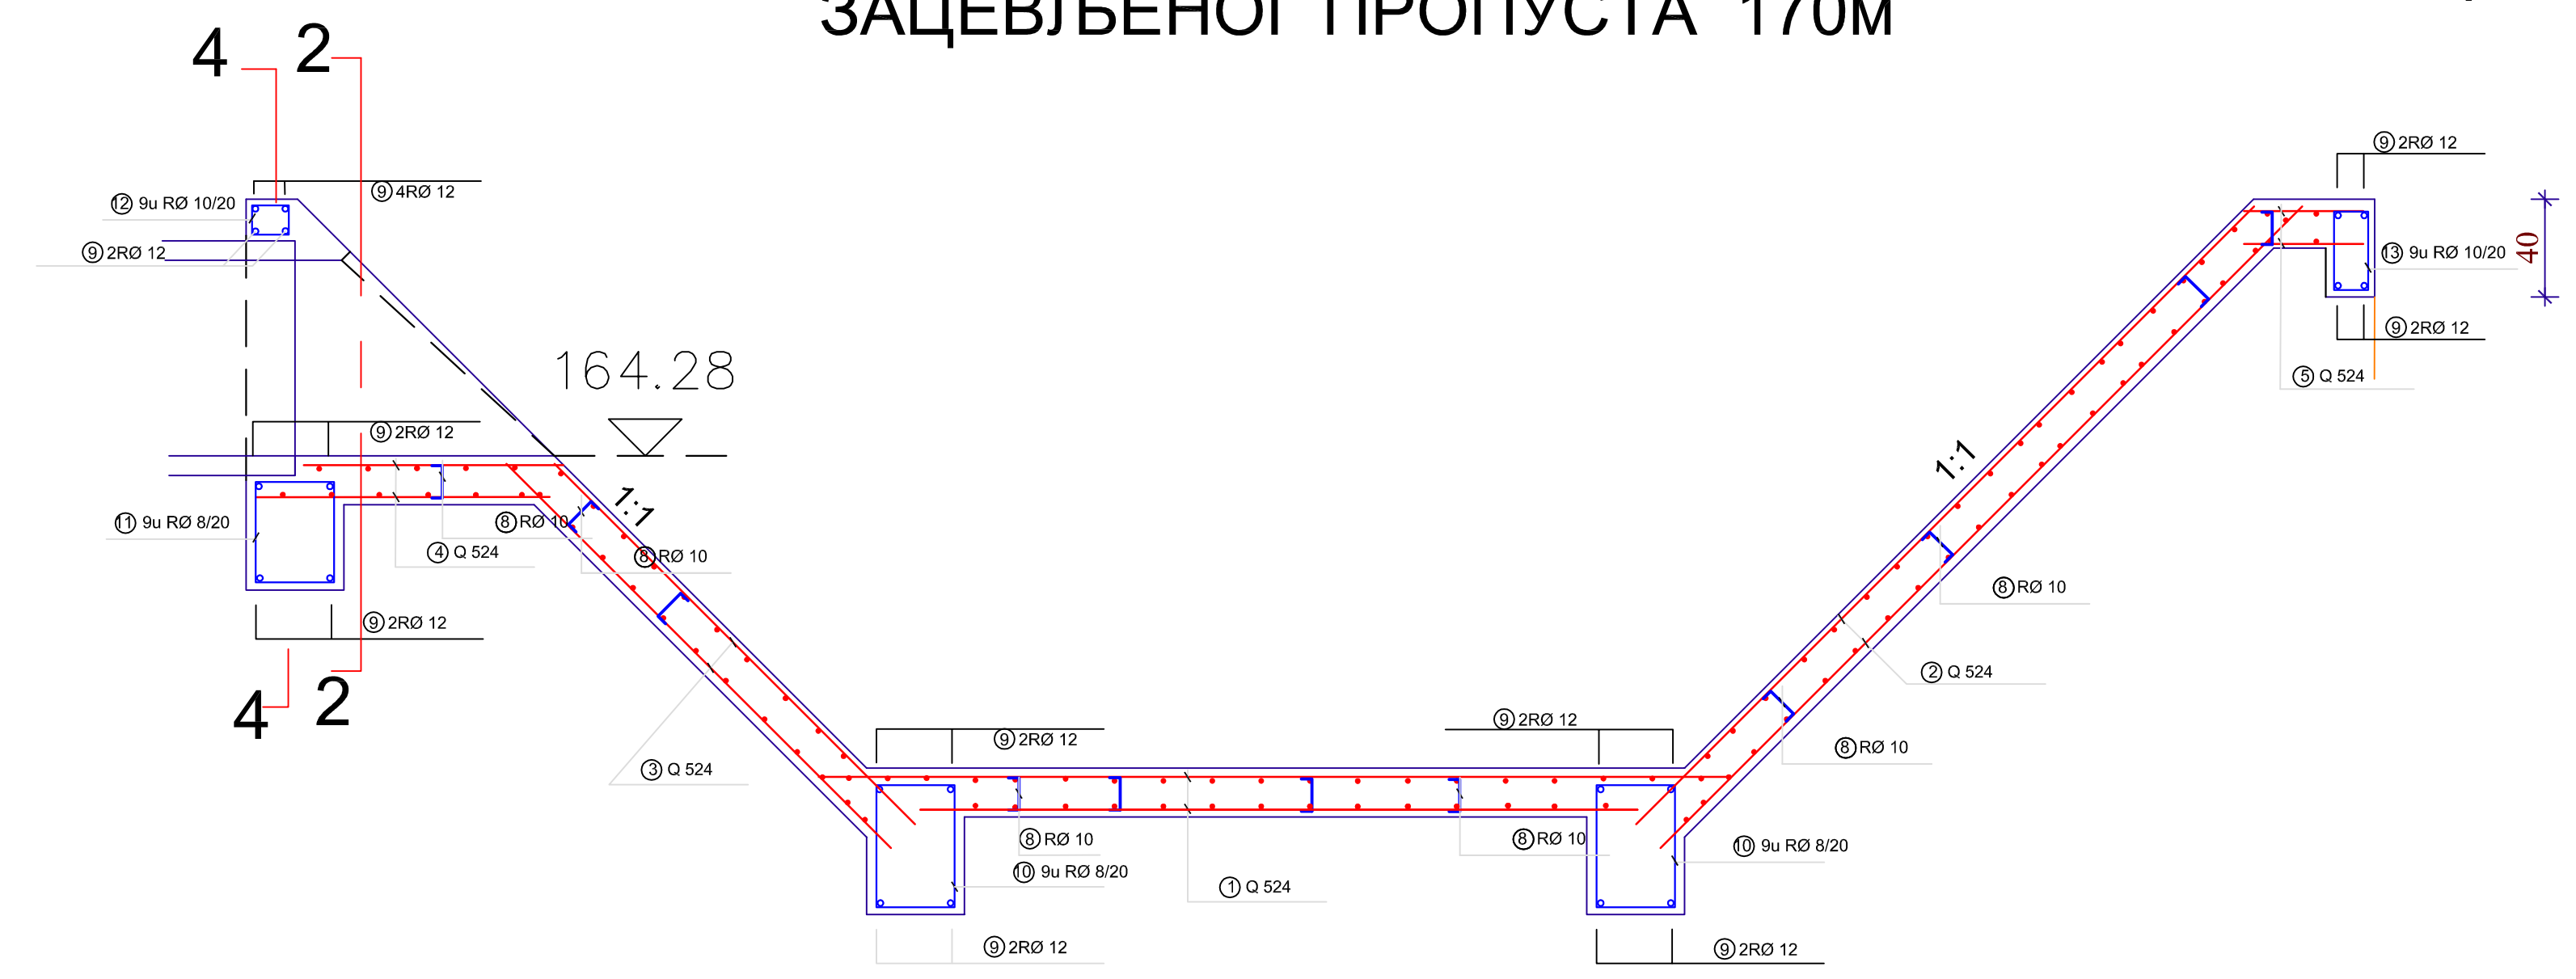 ЗАЦЕВЉЕНОГ ПРОПУСТА 170М
4 2
⑨ 2RØ 12
⑨ 4RØ 12
⑫ 9u RØ 10/20
⑨ 2RØ 12
⑬ 9u RØ 10/20
40
⑨ 2RØ 12
164.28
⑤ Q 524
⑨ 2RØ 12
1:1
1:1
⑪ 9u RØ 8/20
⑧ RØ 10
④ Q 524
⑧ RØ 10
⑧ RØ 10
⑨ 2RØ 12
② Q 524
4 2
⑨ 2RØ 12
⑨ 2RØ 12
⑧ RØ 10
③ Q 524
⑧ RØ 10
⑧ RØ 10
⑩ 9u RØ 8/20
⑩ 9u RØ 8/20
① Q 524
⑨ 2RØ 12
⑨ 2RØ 12